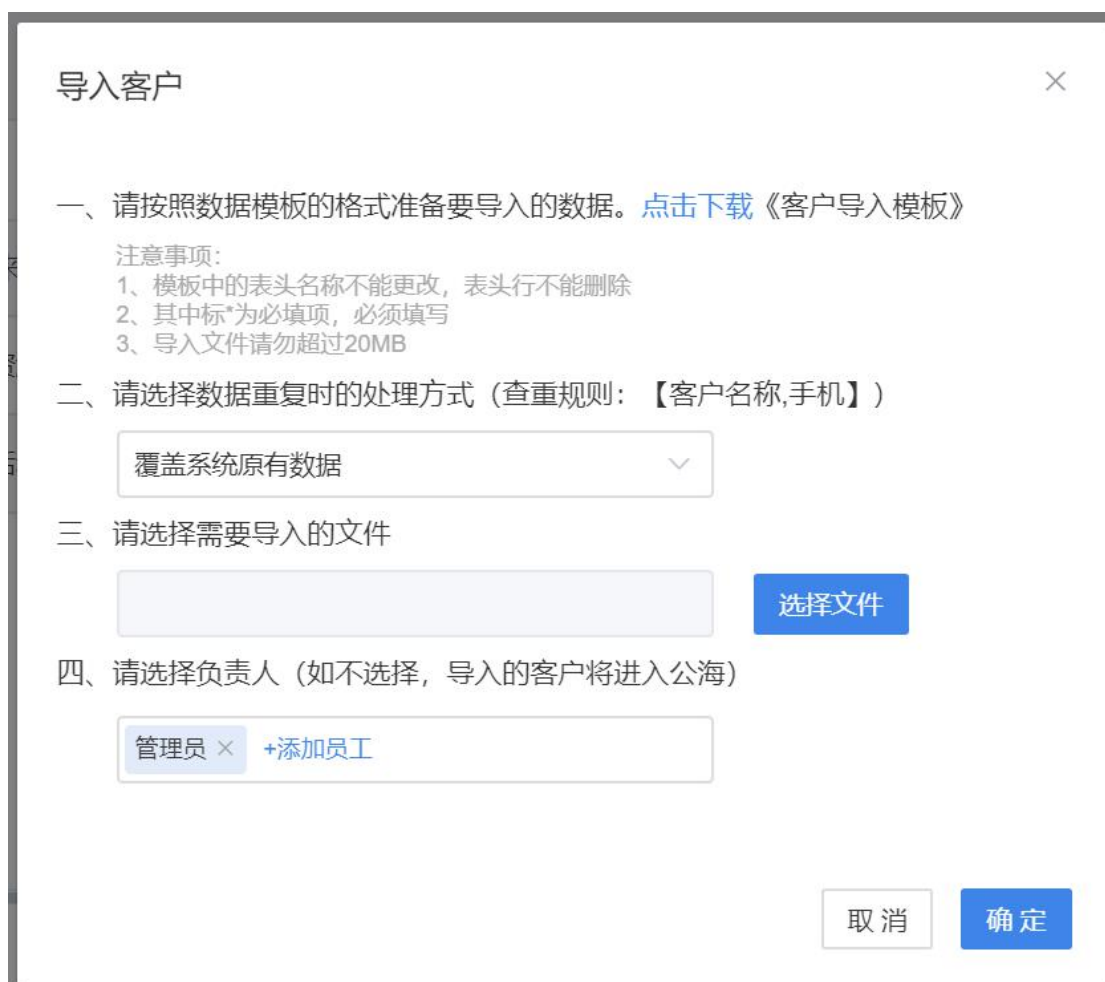 导入客户
一、请按照数据模板的格式准备要导入的数据。点击下载《客户导入模板》
注意事项：
1、模板中的表头名称不能更改，表头行不能删除
2、其中标*为必填项，必须填写
3、导入文件请勿超过20MB
二、请选择数据重复时的处理方式（查重规则：【客户名称,手机】）
覆盖系统原有数据
三、请选择需要导入的文件
选择文件
四、请选择负责人（如不选择，导入的客户将进入公海）
管理员 × +添加员工
取消 确定